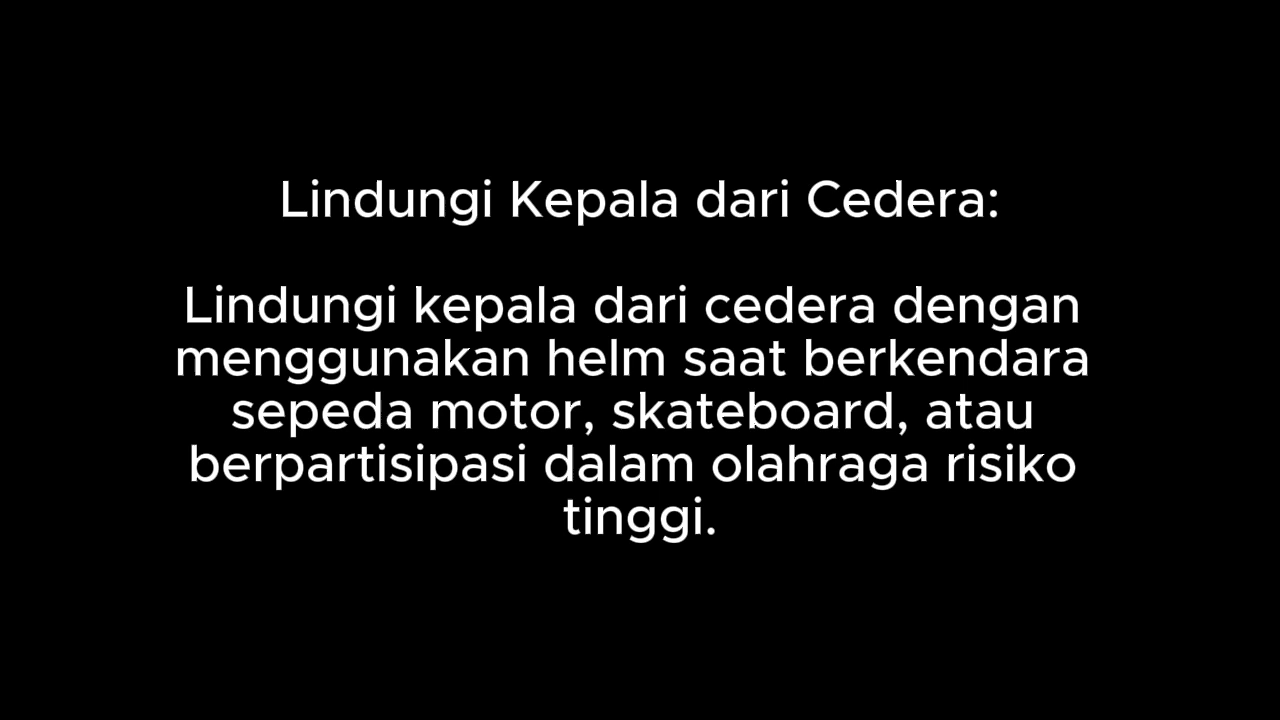 Lindungi Kepala dari Cedera:
Lindungi kepala dari cedera dengan
menggunakan helm saat berkendara
sepeda motor, skateboard, atau
berpartisipasi dalam olahraga risiko
tinggi.